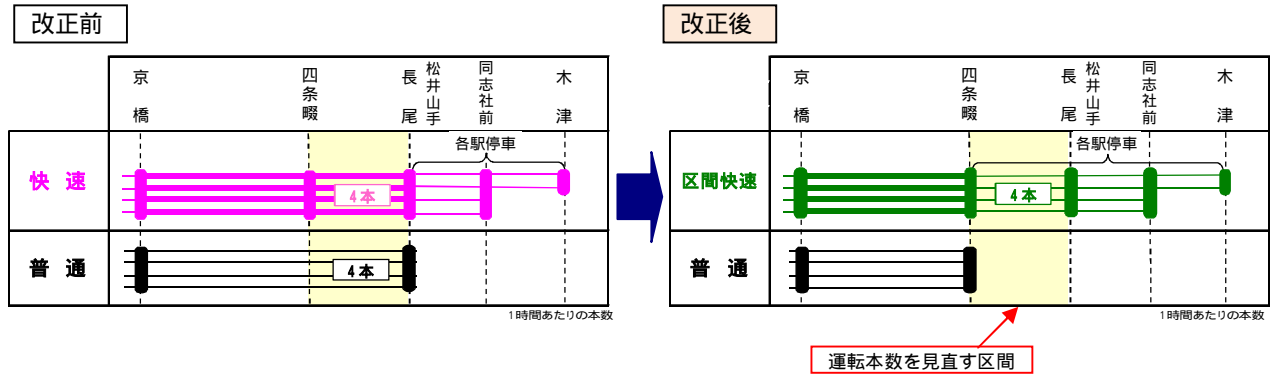 改正前
京橋
四条畷
長尾
松井山手
同志社前
木津
各駅停車
快 速
4本
普 通
4本
1時間あたりの本数
改正後
京橋
四条畷
長尾
松井山手
同志社前
木津
各駅停車
区間快速
4本
普 通
1時間あたりの本数
運転本数を見直す区間